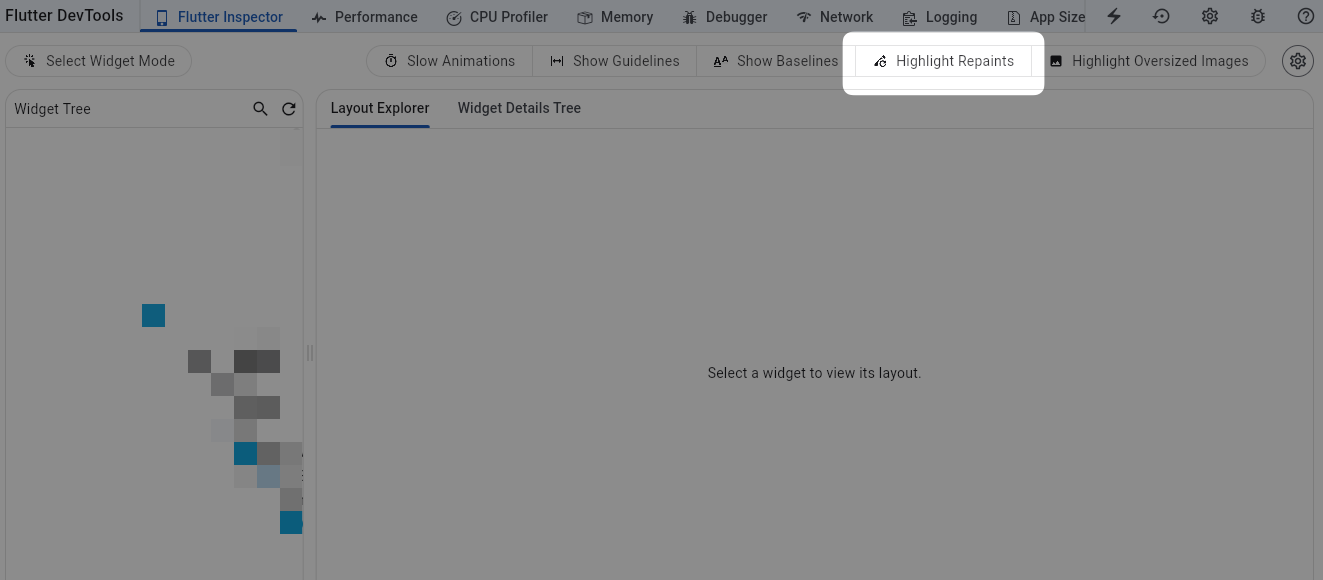 Flutter DevTools Flutter Inspector Performance CPU Profiler Memory Debugger Network Logging App Size
Select Widget Mode Slow Animations Show Guidelines Show Baselines Highlight Repaints Highlight Oversized Images
Widget Tree Layout Explorer Widget Details Tree
Select a widget to view its layout.